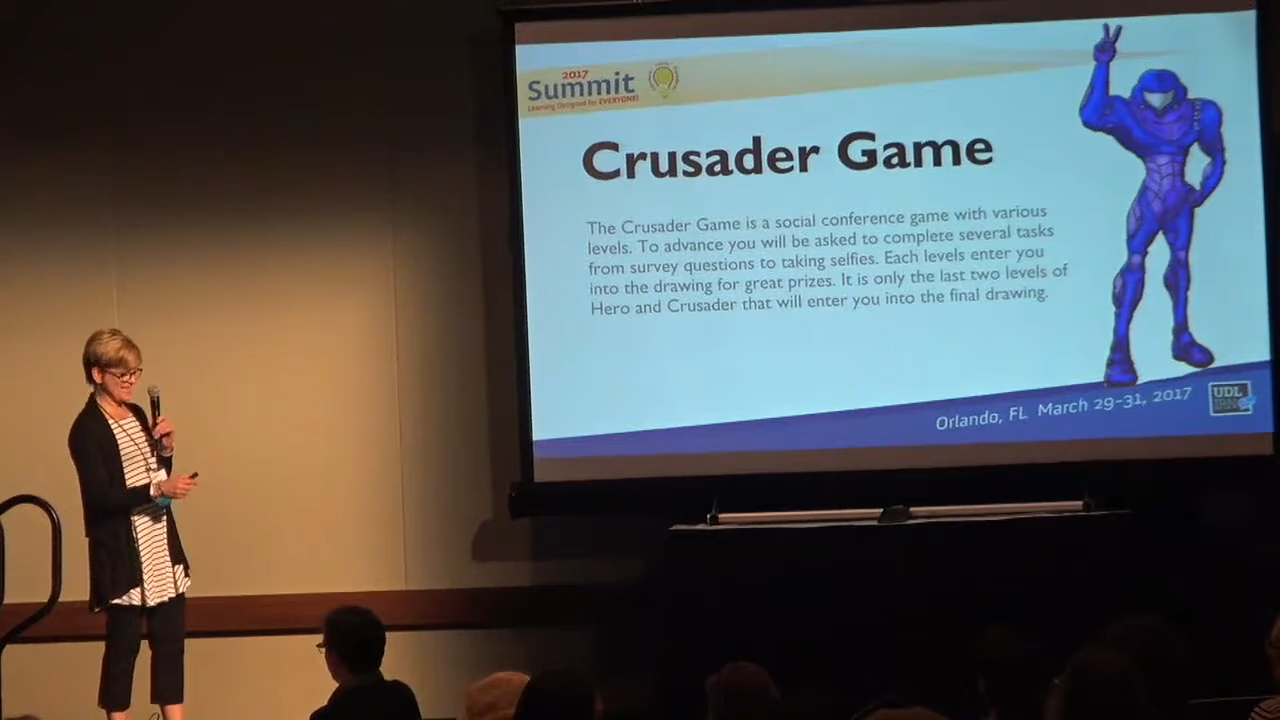 2017
Summit
Learning Designed for EVERYONE!
Crusader Game
The Crusader Game is a social conference game with various
levels. To advance you will be asked to complete several tasks
from survey questions to taking selfies. Each levels enter you
into the drawing for great prizes. It is only the last two levels of
Hero and Crusader that will enter you into the final drawing.
Orlando, FL March 29-31, 2017
UDL